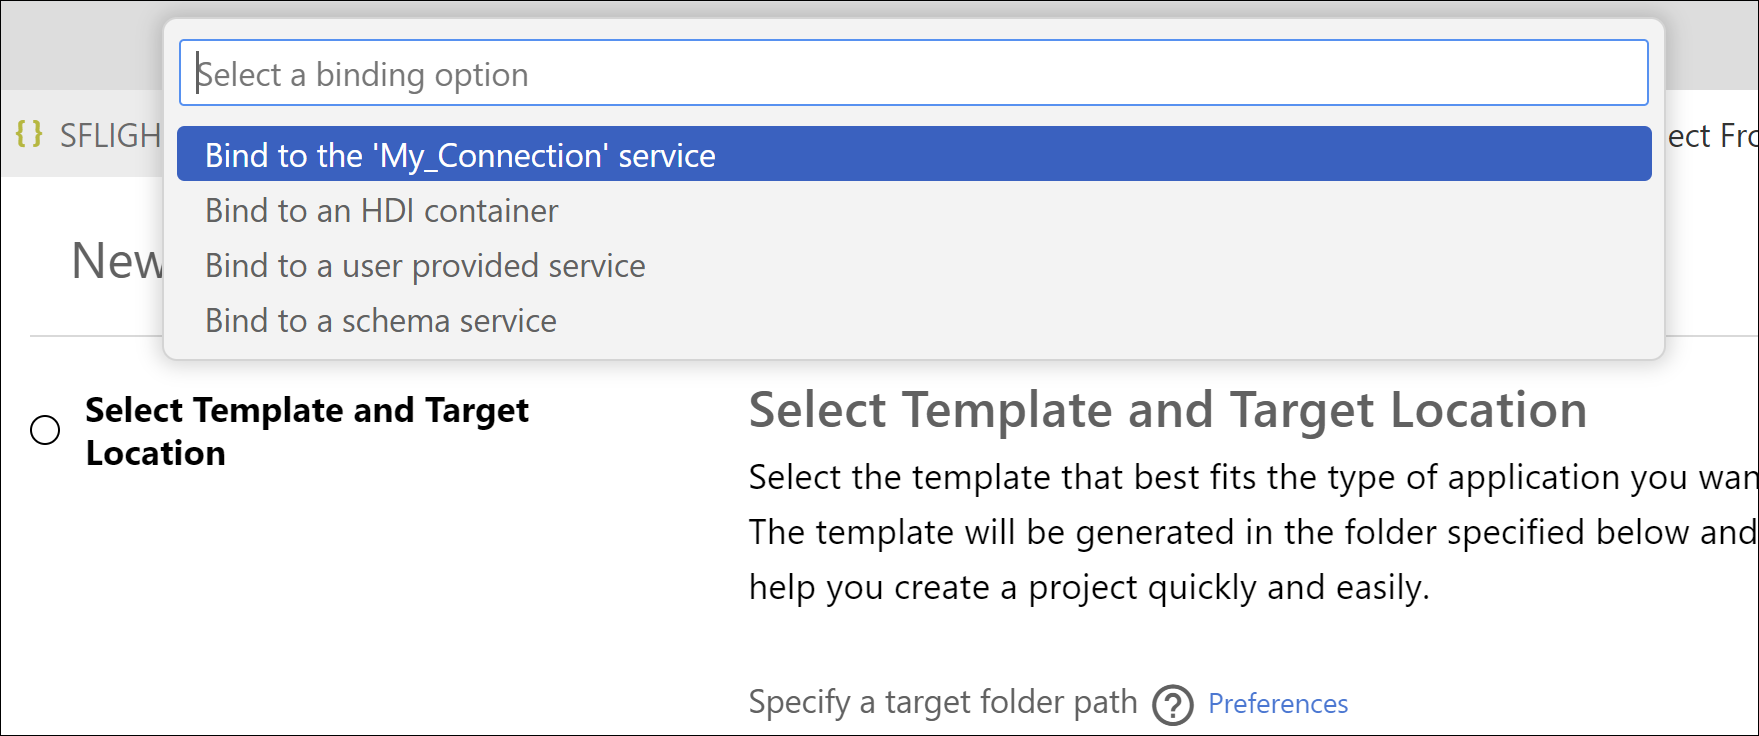 Select a binding option
{} SFLIGH
ect Fro
Bind to the 'My_Connection' service
Bind to an HDI container
New
Bind to a user provided service
Bind to a schema service
Select Template and Target
Location
Select Template and Target Location
Select the template that best fits the type of application you wan
The template will be generated in the folder specified below and
help you create a project quickly and easily.
Specify a target folder path ? Preferences